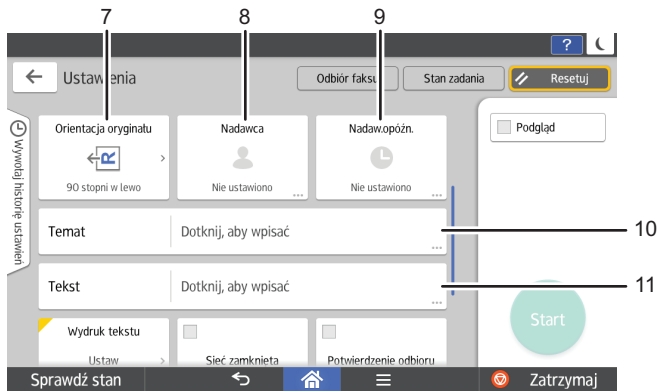 7 8 9
?
Ustawienia
Odbiór faksu
Stan zadania
Resetuj
Wywołaj historię ustawień
Orientacja oryginału
R
90 stopni w lewo
Nadawca
Nie ustawiono
Nadaw.opóźn.
Nie ustawiono
Podgląd
Temat
Dotknij, aby wpisać
10
Tekst
Dotknij, aby wpisać
11
Wydruk tekstu
Ustaw
Sieć zamknięta
Potwierdzenie odbioru
Start
Sprawdź stan
Zatrzymaj